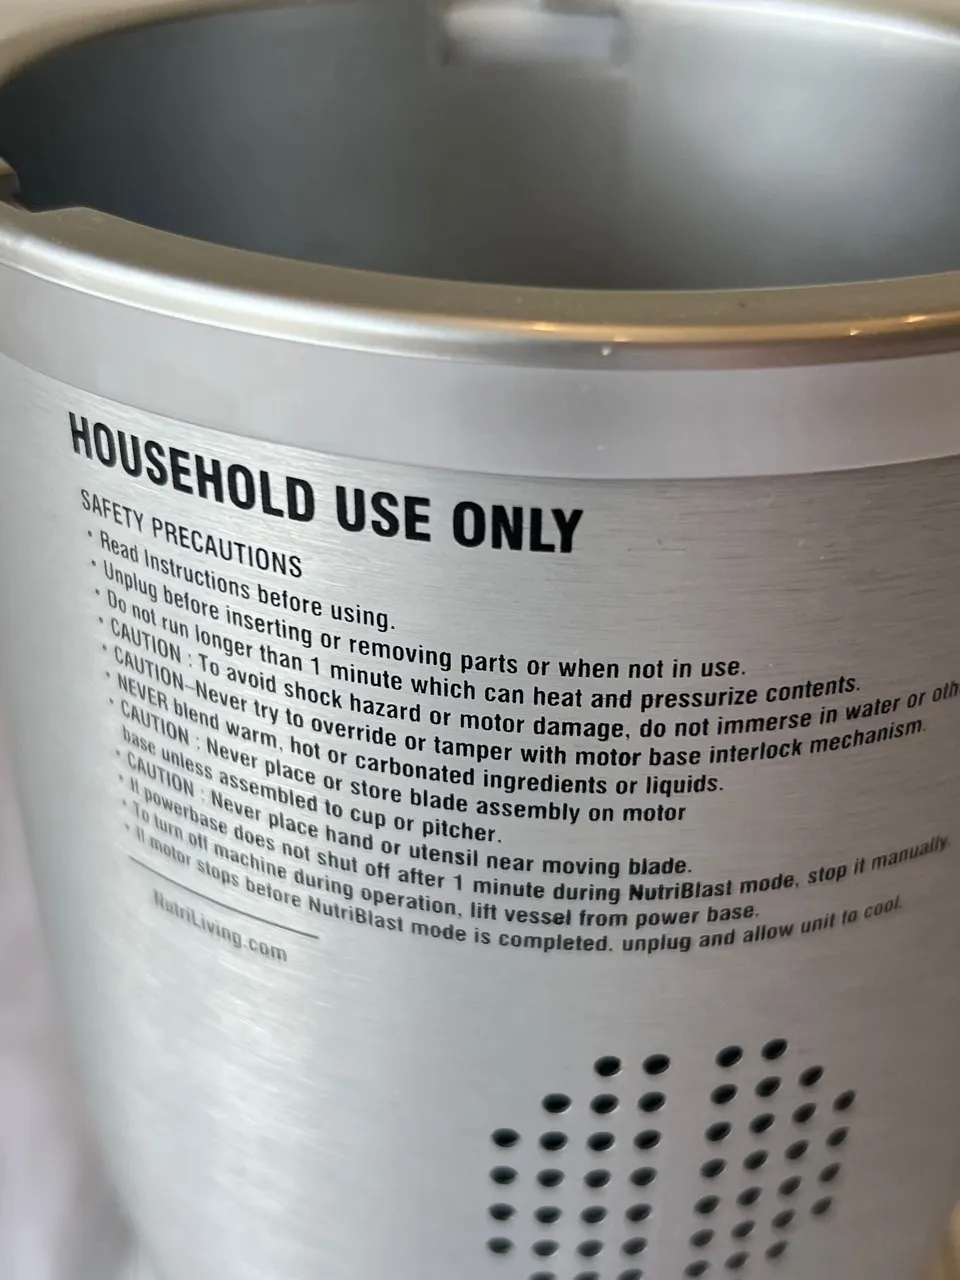 HOUSEHOLD USE ONLY
SAFETY PRECAUTIONS
• Read Instructions before using.
• Unplug before inserting or removing parts or when not in use.
• Do not run longer than 1 minute which can heat and pressurize contents.
• CAUTION : To avoid shock hazard or motor damage, do not immerse in water or
• CAUTION–Never try to override or tamper with motor base interlock mechanism.
• NEVER blend warm, hot or carbonated ingredients or liquids.
• CAUTION : Never place or store blade assembly on motor
base unless assembled to cup or pitcher.
• CAUTION : Never place hand or utensil near moving blade.
• If powerbase does not shut off after 1 minute during NutriBlast mode, stop it manually.
• To turn off machine during operation, lift vessel from power base.
• If motor stops before NutriBlast mode is completed. unplug and allow unit to cool.
NutriLiving.com